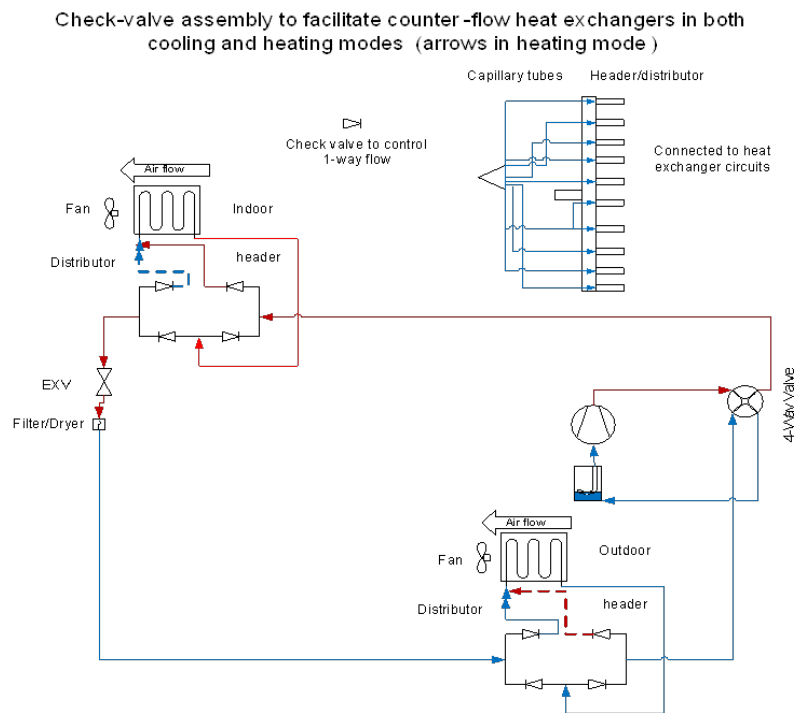 Check-valve assembly to facilitate counter-flow heat exchangers in both
cooling and heating modes (arrows in heating mode )
Capillary tubes
Header/distributor
Check valve to control
1-way flow
Connected to heat
exchanger circuits
Air flow
Fan
Indoor
Distributor
header
EXV
Filter/Dryer
4-Way Valve
Air flow
Fan
Outdoor
Distributor
header